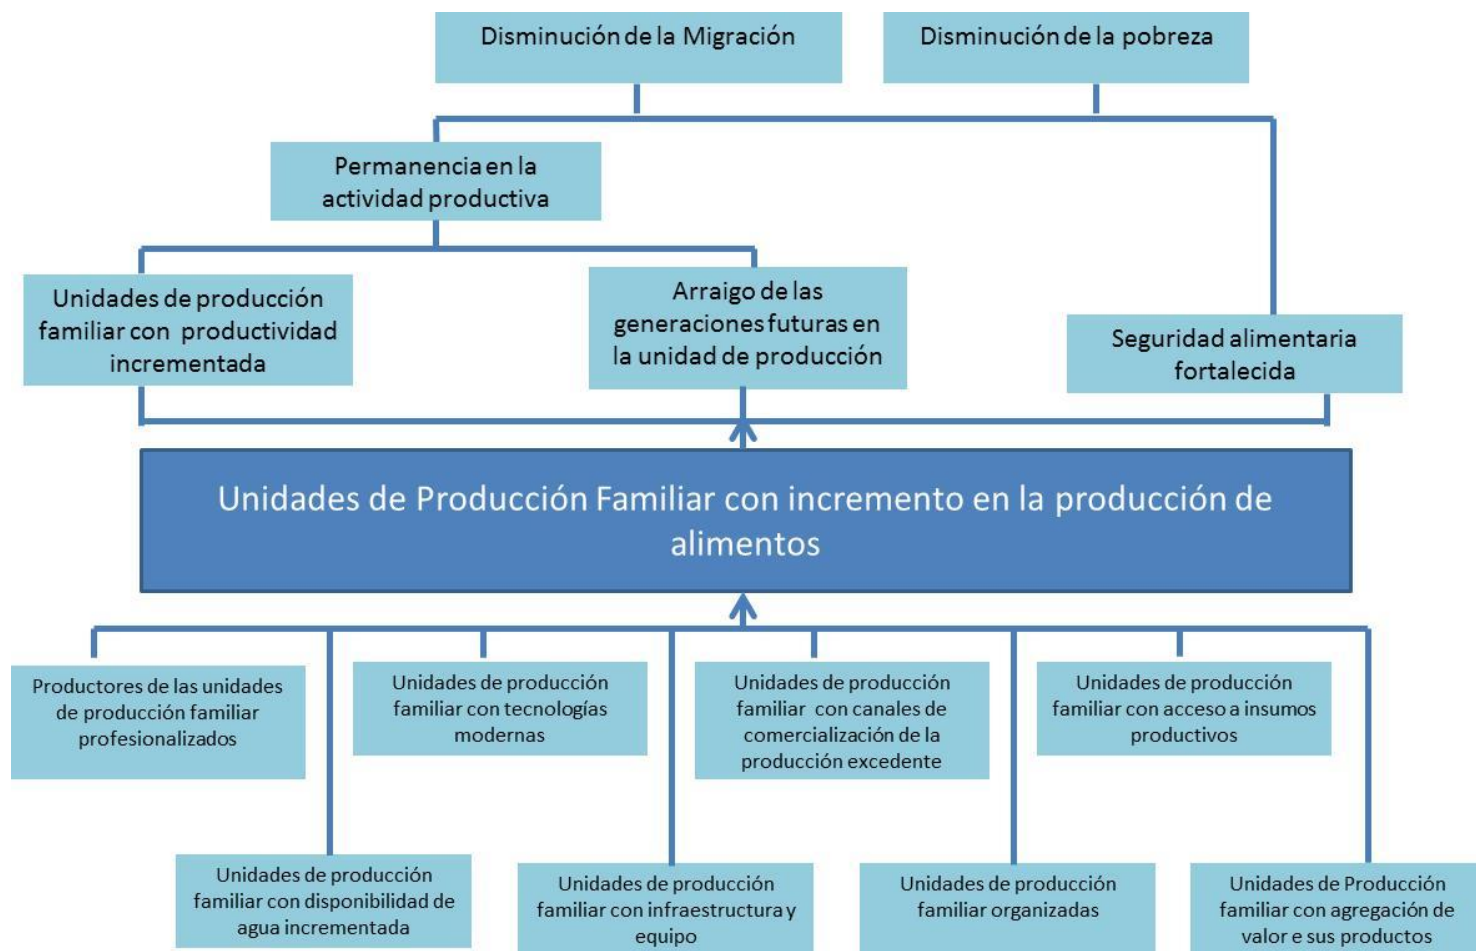 Disminución de la Migración
Disminución de la pobreza
Permanencia en la
actividad productiva
Unidades de producción
familiar con productividad
incrementada
Arraigo de las
generaciones futuras en
la unidad de producción
Seguridad alimentaria
fortalecida
Unidades de Producción Familiar con incremento en la producción de
alimentos
Productores de las unidades
de producción familiar
profesionalizados
Unidades de producción
familiar con tecnologías
modernas
Unidades de producción
familiar con canales de
comercialización de la
producción excedente
Unidades de producción
familiar con acceso a insumos
productivos
Unidades de producción
familiar con disponibilidad de
agua incrementada
Unidades de producción
familiar con infraestructura y
equipo
Unidades de producción
familiar organizadas
Unidades de Producción
familiar con agregación de
valor e sus productos